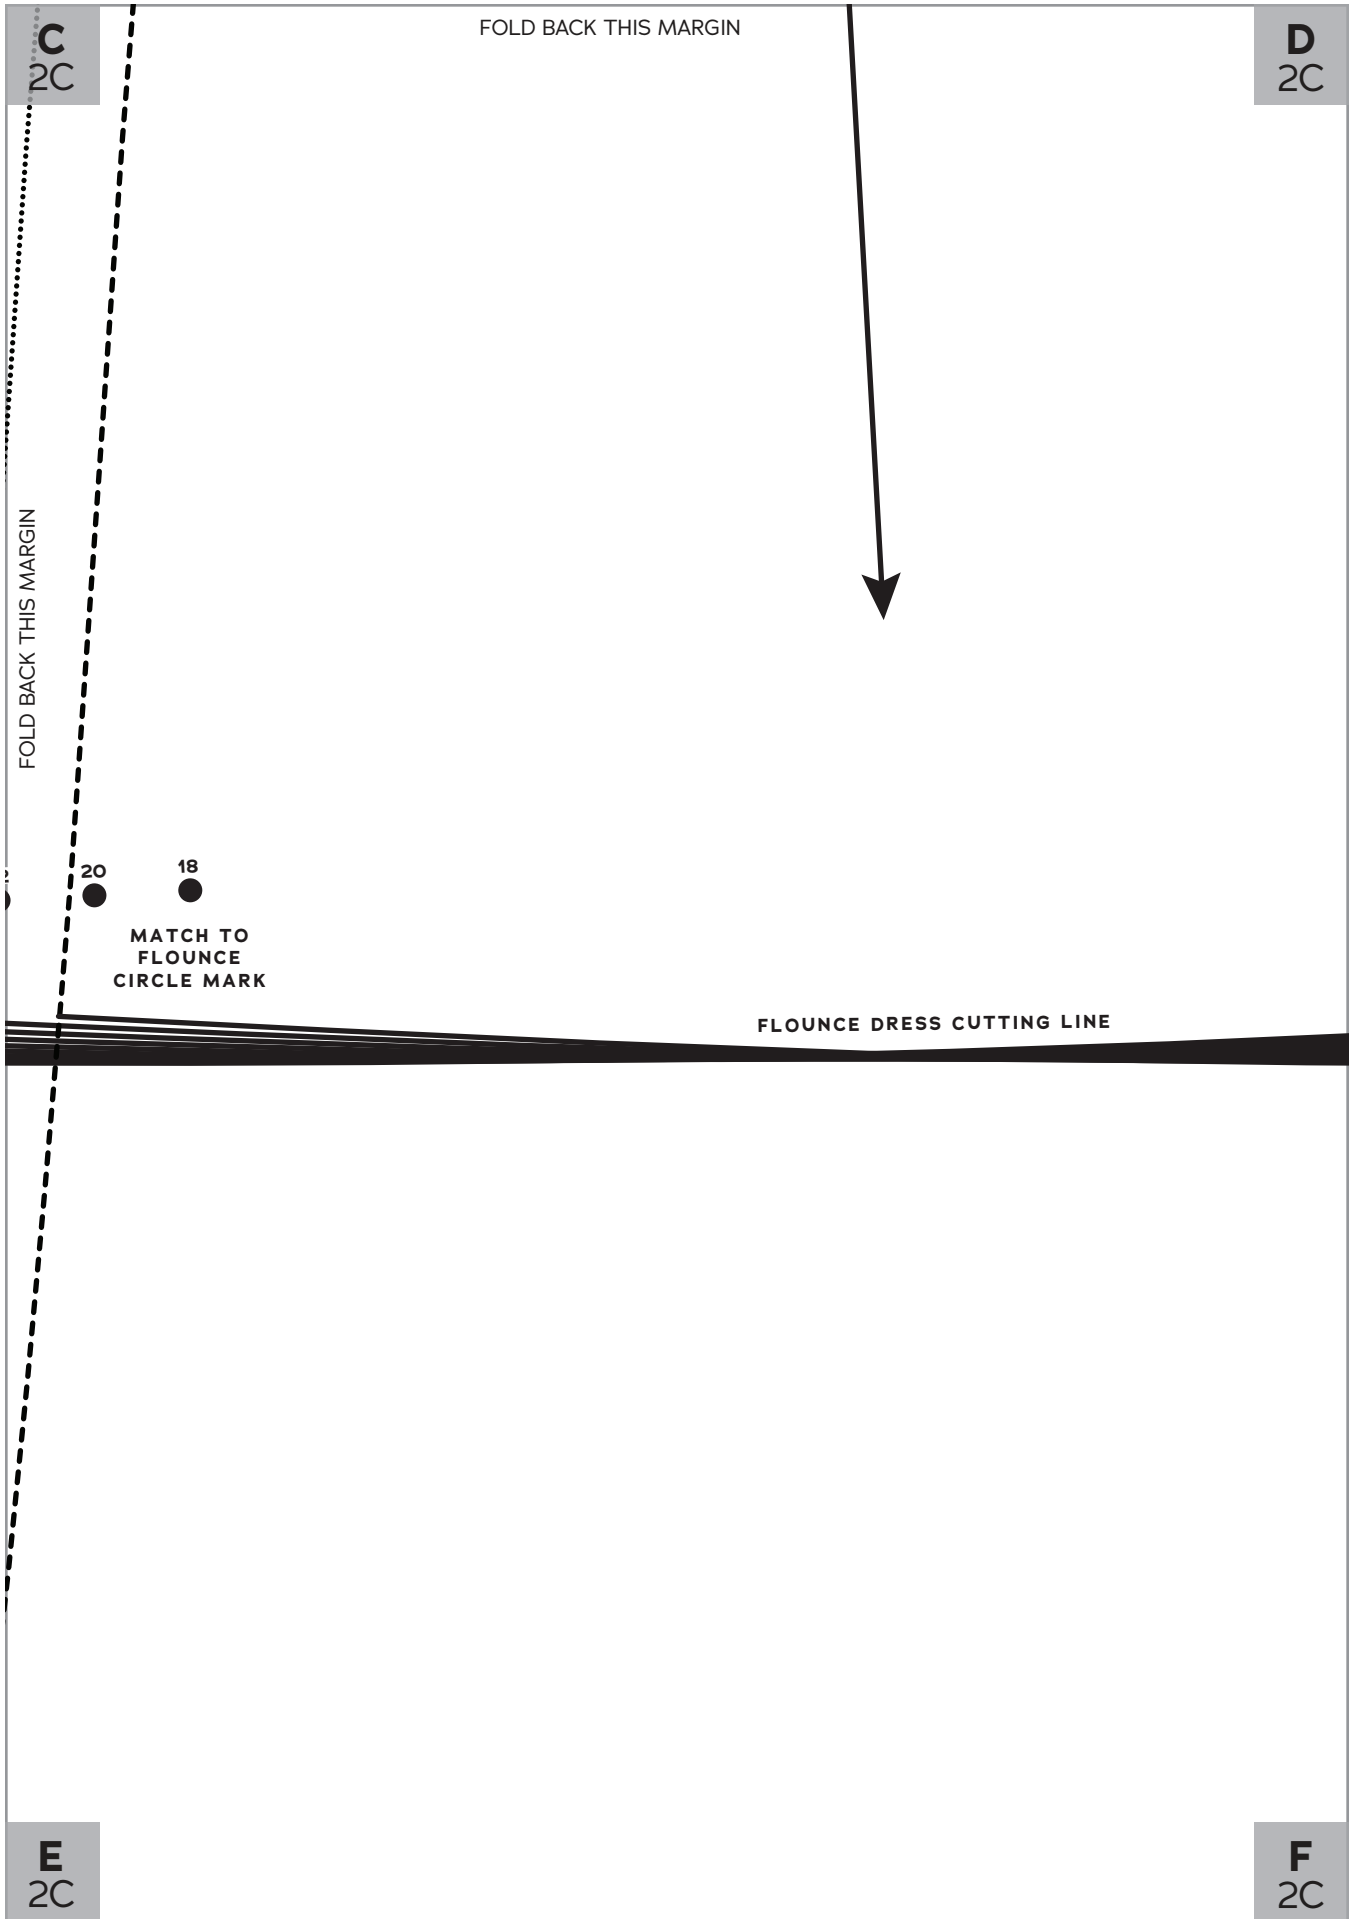 C
2C
FOLD BACK THIS MARGIN
D
2C
FOLD BACK THIS MARGIN
20
18
MATCH TO
FLOUNCE
CIRCLE MARK
FLOUNCE DRESS CUTTING LINE
E
2C
F
2C